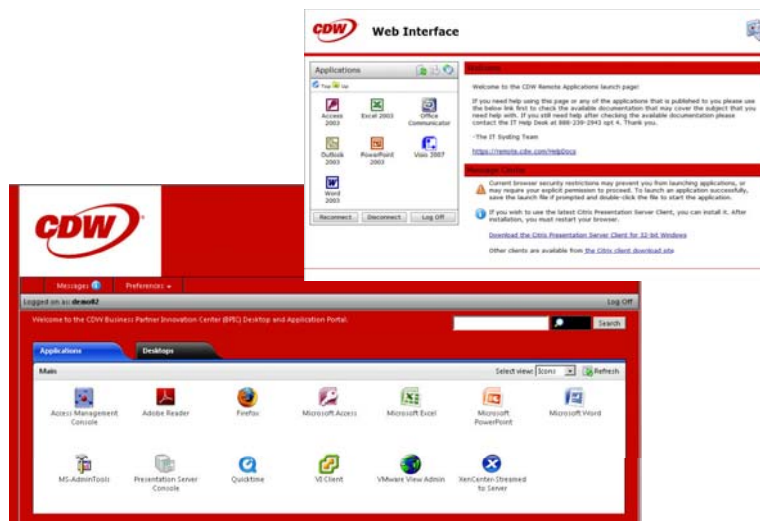 CDW
Web Interface
Applications
Top Up
Access 2003
Excel 2003
Office Communicator
Outlook 2003
PowerPoint 2003
Visio 2007
Word 2003
Reconnect
Disconnect
Log Off
Welcome
Welcome to the CDW Remote Applications launch page!
If you need help using this page or any of the applications that is published to you please use
the below link first to check the available documentation that may cover the subject that you
need help with. If you still need help after checking the available documentation please
contact the IT Help Desk at 888-239-2943 opt 4. Thank you.
-The IT SysEng Team
https://remote.cdw.com/HelpDocs
Message Center
Current browser security restrictions may prevent you from launching applications, or
may require your explicit permission to proceed. To launch an application successfully,
save the launch file if prompted and double-click the file to start the application.
If you wish to use the latest Citrix Presentation Server Client, you can install it. After
installation, you must restart your browser.
Download the Citrix Presentation Server Client for 32-bit Windows
Other clients are available from the Citrix client download site
CDW
Messages
Preferences
Logged on as: demo02
Log Off
Welcome to the CDW Business Partner Innovation Center (BPIC) Desktop and Application Portal.
Search
Applications
Desktops
Main
Select view: Icons
Refresh
Access Management Console
Adobe Reader
Firefox
Microsoft Access
Microsoft Excel
Microsoft PowerPoint
Microsoft Word
MS-AdminTools
Presentation Server Console
Quicktime
VI Client
VMware View Admin
XenCenter-Streamed to Server